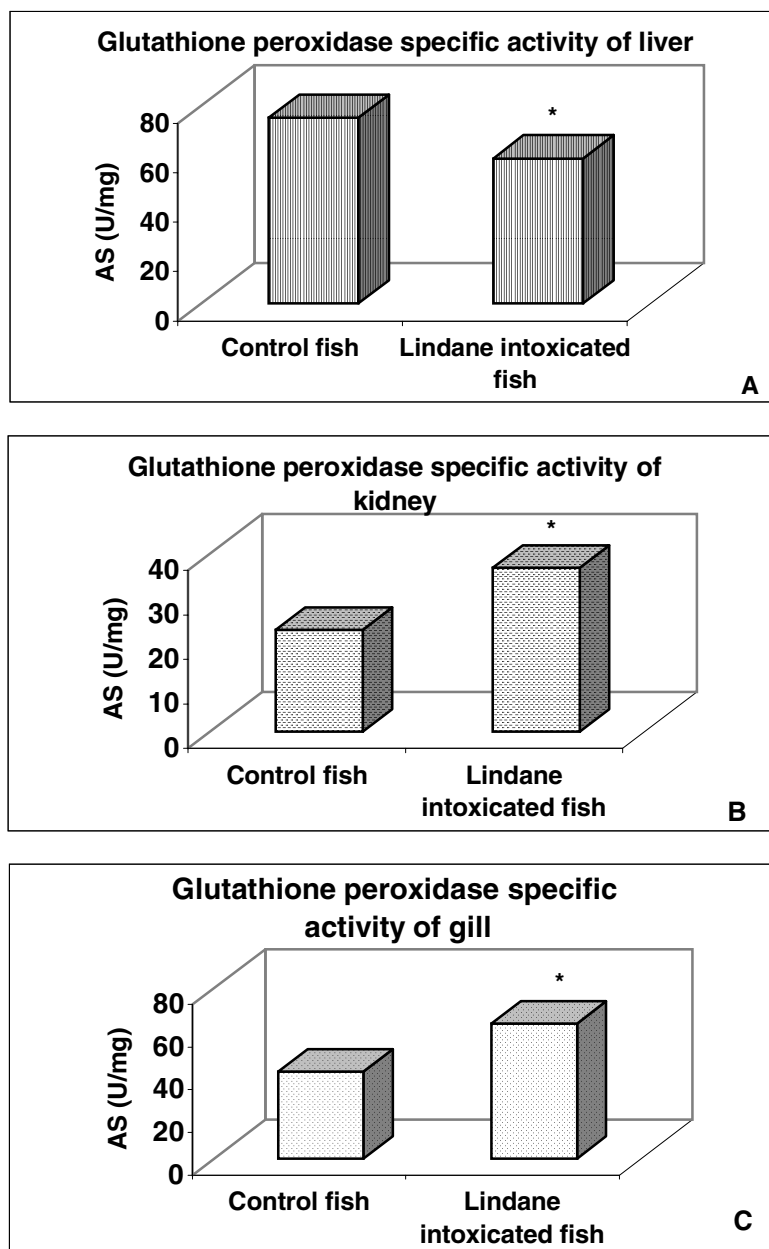 Glutathione peroxidase specific activity of liver
*
80
60
40
20
0
AS (U/mg)
Control fish
Lindane intoxicated
fish
A
Glutathione peroxidase specific activity of
kidney
*
40
30
20
10
0
AS (U/mg)
Control fish
Lindane
intoxicated fish
B
Glutathione peroxidase specific
activity of gill
*
80
60
40
20
0
AS (U/mg)
Control fish
Lindane
intoxicated fish
C